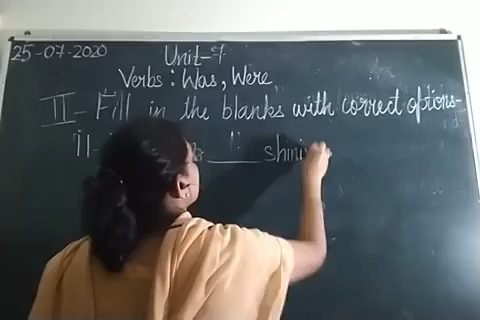 25-07-2020
Unit-7
Verbs : Was, Were
II- Fill in the blanks with correct options-
shini